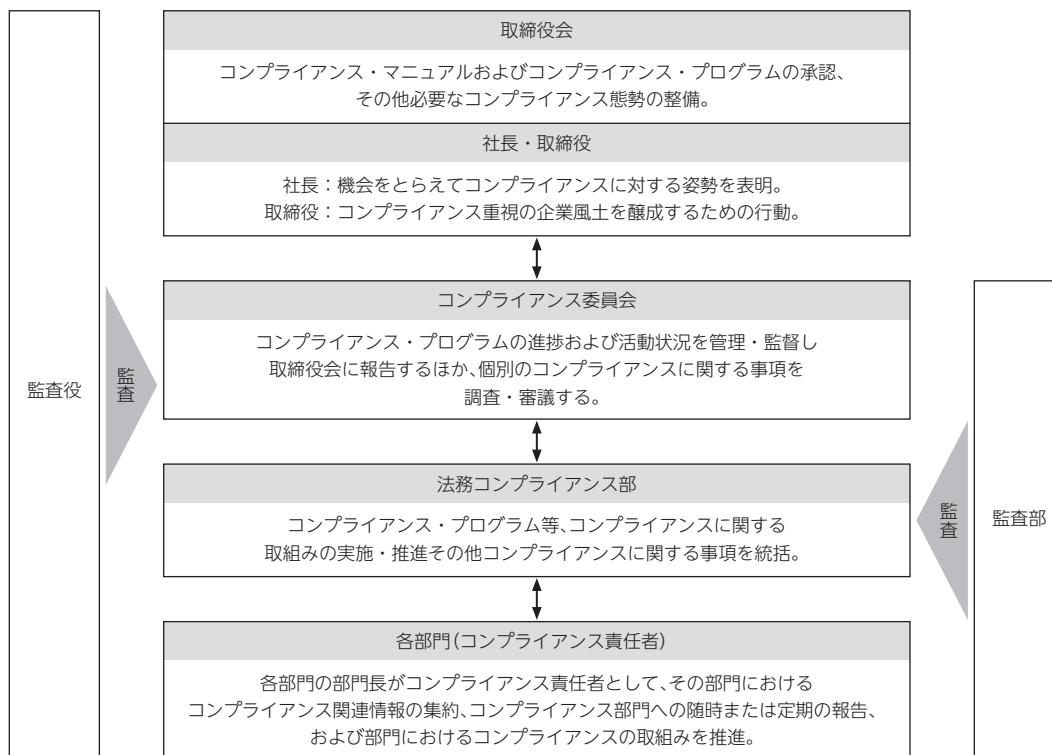 取締役会
コンプライアンス・マニュアルおよびコンプライアンス・プログラムの承認、
その他必要なコンプライアンス態勢の整備。
社長・取締役
社長：機会をとらえてコンプライアンスに対する姿勢を表明。
取締役：コンプライアンス重視の企業風土を醸成するための行動。
コンプライアンス委員会
コンプライアンス・プログラムの進捗および活動状況を管理・監督し
取締役会に報告するほか、個別のコンプライアンスに関する事項を
調査・審議する。
監査役
監査
法務コンプライアンス部
コンプライアンス・プログラム等、コンプライアンスに関する
取組みの実施・推進その他コンプライアンスに関する事項を統括。
監査
監査部
各部門（コンプライアンス責任者）
各部門の部門長がコンプライアンス責任者として、その部門における
コンプライアンス関連情報の集約、コンプライアンス部門への随時または定期の報告、
および部門におけるコンプライアンスの取組みを推進。